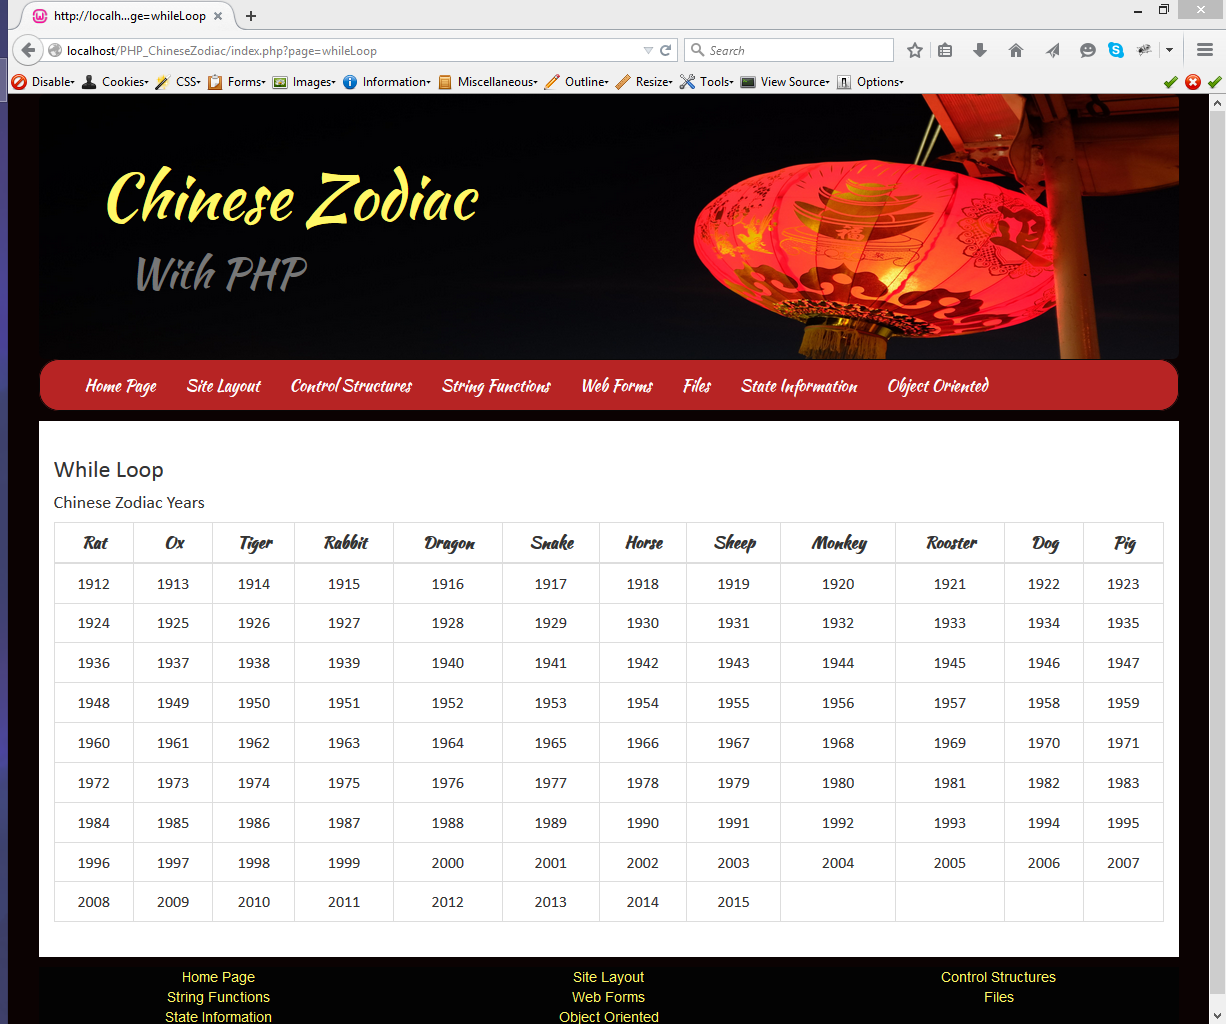 http://localh...ge=whileLoop
localhost/PHP_ChineseZodiac/index.php?page=whileLoop
Search
Disable Cookies CSS Forms Images Information Miscellaneous Outline Resize Tools View Source Options
Chinese Zodiac
With PHP
福
Home Page Site Layout Control Structures String Functions Web Forms Files State Information Object Oriented
While Loop
Chinese Zodiac Years
Rat Ox Tiger Rabbit Dragon Snake Horse Sheep Monkey Rooster Dog Pig
1912 1913 1914 1915 1916 1917 1918 1919 1920 1921 1922 1923
1924 1925 1926 1927 1928 1929 1930 1931 1932 1933 1934 1935
1936 1937 1938 1939 1940 1941 1942 1943 1944 1945 1946 1947
1948 1949 1950 1951 1952 1953 1954 1955 1956 1957 1958 1959
1960 1961 1962 1963 1964 1965 1966 1967 1968 1969 1970 1971
1972 1973 1974 1975 1976 1977 1978 1979 1980 1981 1982 1983
1984 1985 1986 1987 1988 1989 1990 1991 1992 1993 1994 1995
1996 1997 1998 1999 2000 2001 2002 2003 2004 2005 2006 2007
2008 2009 2010 2011 2012 2013 2014 2015
Home Page Site Layout Control Structures
String Functions Web Forms Files
State Information Object Oriented